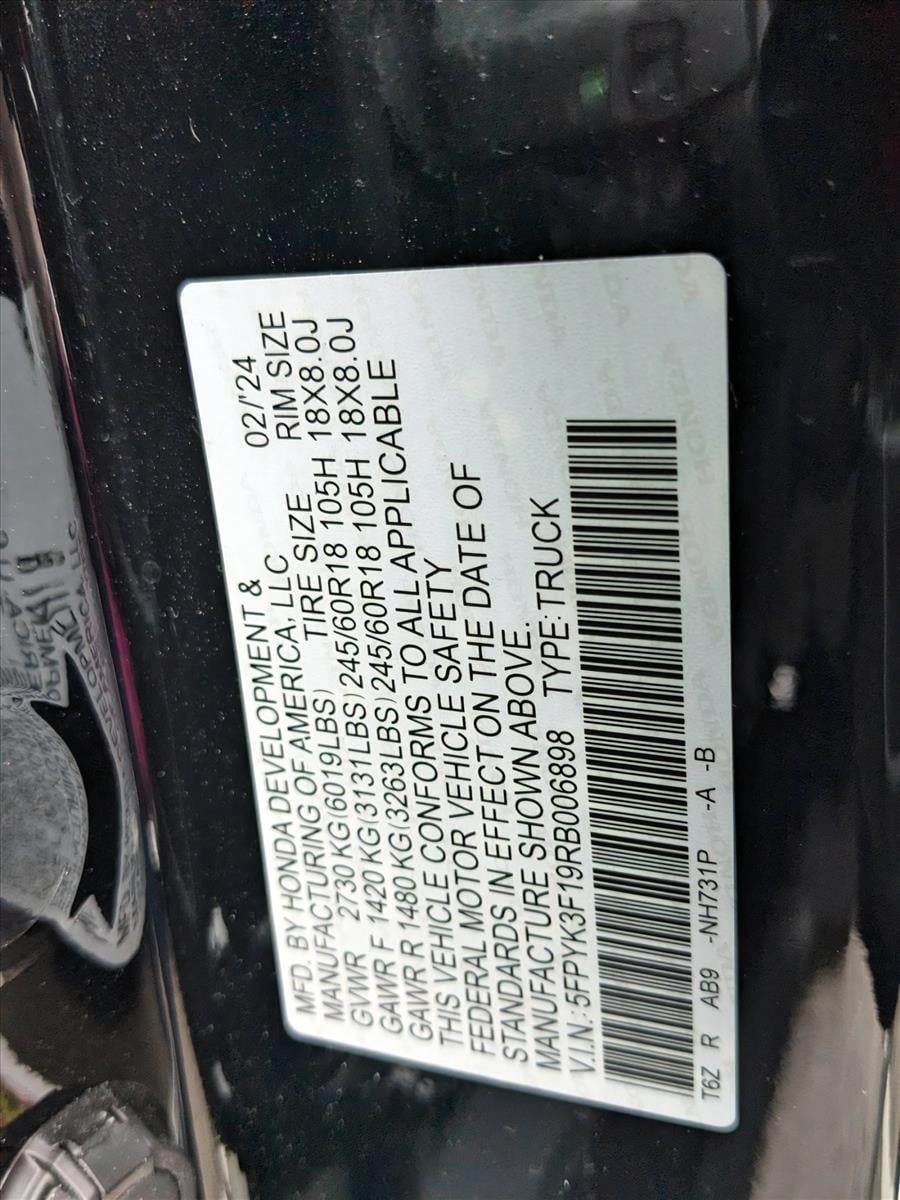 MFD. BY HONDA DEVELOPMENT & 02/'24
MANUFACTURING OF AMERICA, LLC RIM SIZE
TIRE SIZE
GVWR 2730 KG (6019LBS)
GAWR F 1420 KG (3131LBS) 245/60R18 105H 18X8.0J
GAWR R 1480 KG (3263LBS) 245/60R18 105H 18X8.0J
THIS VEHICLE CONFORMS TO ALL APPLICABLE
FEDERAL MOTOR VEHICLE SAFETY
STANDARDS IN EFFECT ON THE DATE OF
MANUFACTURE SHOWN ABOVE.
V.I.N.: 5FPYK3F19RB006898 TYPE: TRUCK
T6Z R AB9 -NH731P -A -B